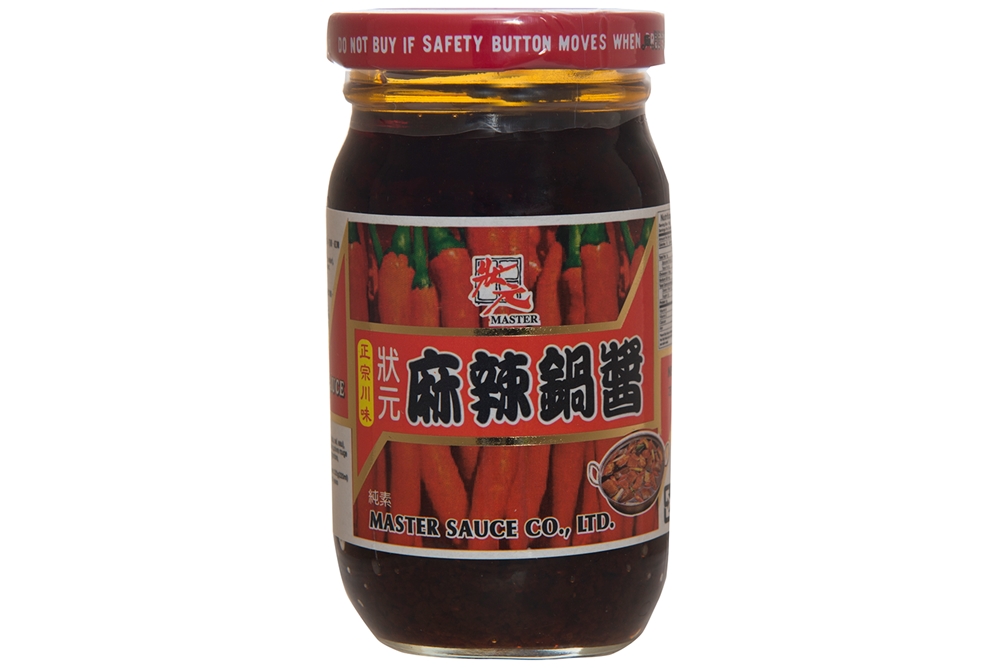 DO NOT BUY IF SAFETY BUTTON MOVES WHEN
狀元
MASTER
正宗川味
狀元
麻辣鍋醬
純素
MASTER SAUCE CO., LTD.